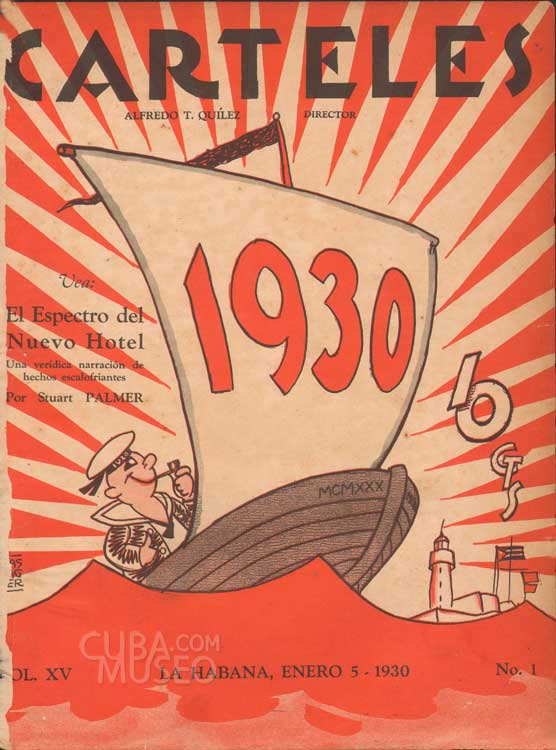 CARTELES
ALFREDO T. QUÍLEZ DIRECTOR
1930
Vea:
El Espectro del
Nuevo Hotel
Una verídica narración de
hechos escalofriantes
Por Stuart PALMER
10
CTS
MCMXXX
CUBA.COM
MUSEO
VOL. XV LA HABANA, ENERO 5 - 1930 No. 1